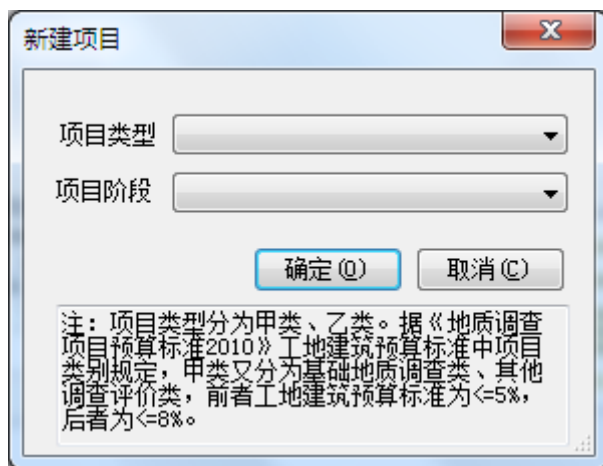 新建项目
项目类型
项目阶段
确定(O)
取消(C)
注：项目类型分为甲类、乙类。据《地质调查
项目预算标准2010》工地建筑预算标准中项目
类别规定，甲类又分为基础地质调查类、其他
调查评价类，前者工地建筑预算标准为<=5%，
后者为<=8%。